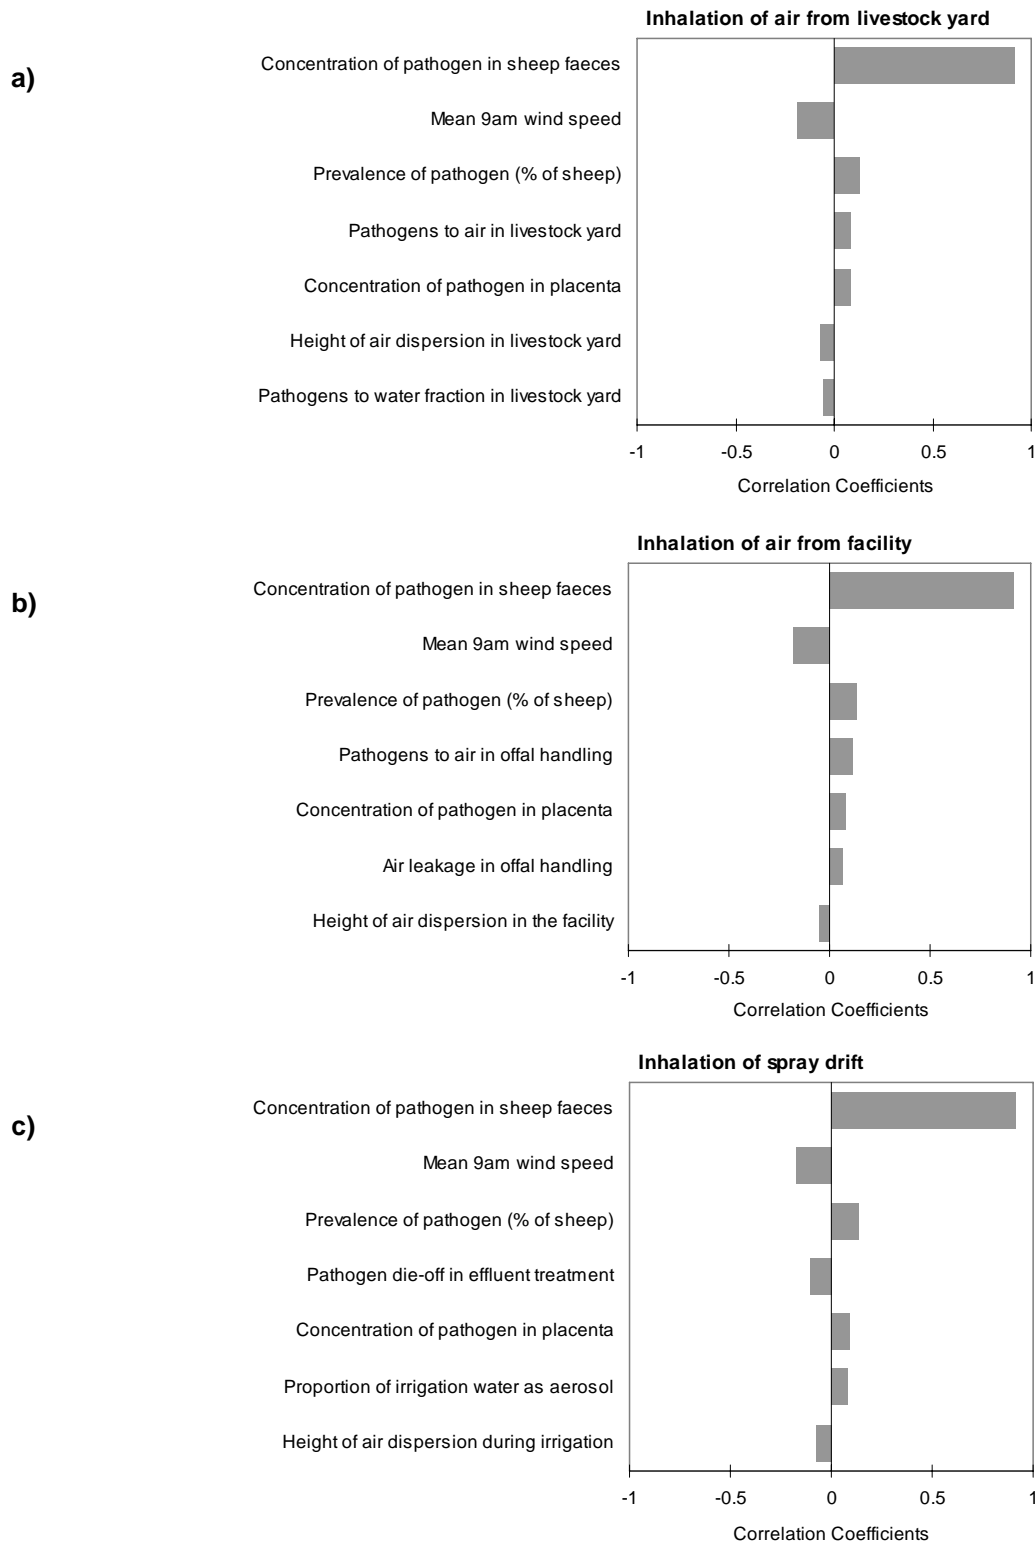 a)
Inhalation of air from livestock yard
Concentration of pathogen in sheep faeces
Mean 9am wind speed
Prevalence of pathogen (% of sheep)
Pathogens to air in livestock yard
Concentration of pathogen in placenta
Height of air dispersion in livestock yard
Pathogens to water fraction in livestock yard
-1 -0.5 0 0.5 1
Correlation Coefficients
b)
Inhalation of air from facility
Concentration of pathogen in sheep faeces
Mean 9am wind speed
Prevalence of pathogen (% of sheep)
Pathogens to air in offal handling
Concentration of pathogen in placenta
Air leakage in offal handling
Height of air dispersion in the facility
-1 -0.5 0 0.5 1
Correlation Coefficients
c)
Inhalation of spray drift
Concentration of pathogen in sheep faeces
Mean 9am wind speed
Prevalence of pathogen (% of sheep)
Pathogen die-off in effluent treatment
Concentration of pathogen in placenta
Proportion of irrigation water as aerosol
Height of air dispersion during irrigation
-1 -0.5 0 0.5 1
Correlation Coefficients